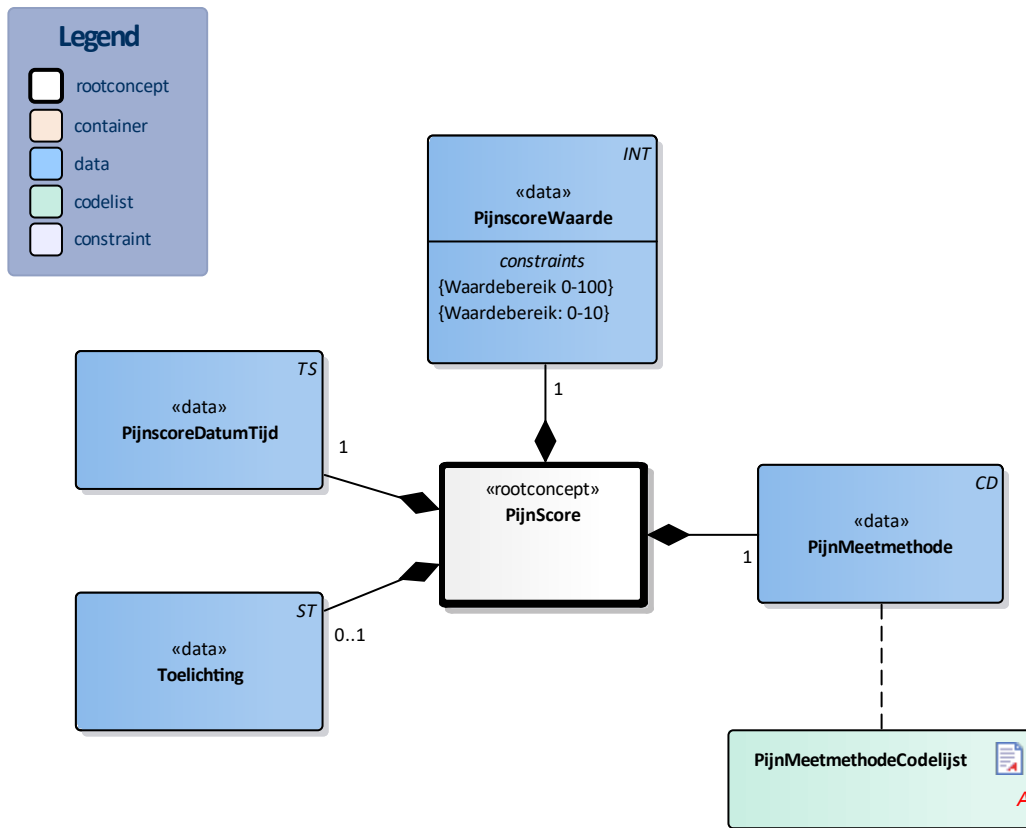 Legend
rootconcept
container
data
codelist
constraint
INT
«data»
PijnscoreWaarde
constraints
{Waardebereik 0-100}
{Waardebereik: 0-10}
1
TS
«data»
PijnscoreDatumTijd
1
«rootconcept»
PijnScore
CD
«data»
PijnMeetmethode
1
ST
«data»
Toelichting
0..1
PijnMeetmethodeCodelijst